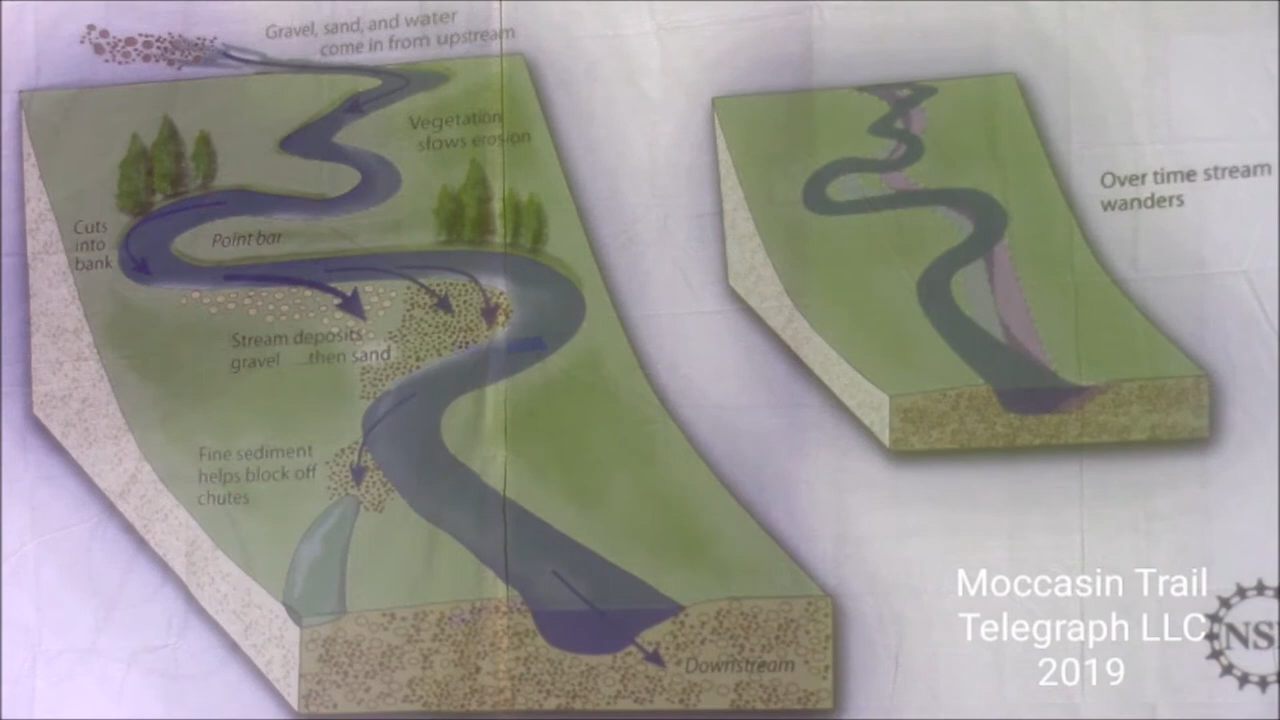 Gravel, sand, and water
come in from upstream
Vegetation
slows erosion
Cuts
into
bank
Point bar
Stream deposits
gravel ...then sand
Fine sediment
helps block off
chutes
Downstream
Over time stream
wanders
Moccasin Trail
Telegraph LLC
2019
NS